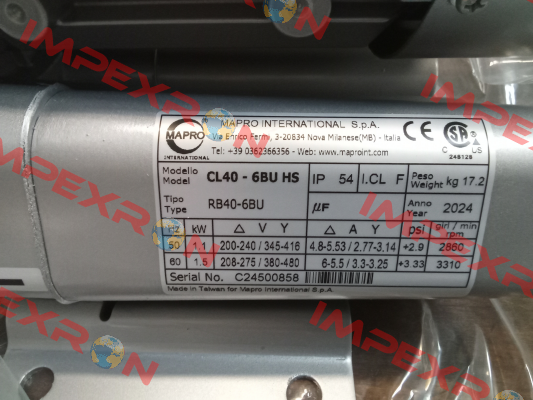 MAPRO INTERNATIONAL S.p.A.
Via Enrico Fermi, 3-20834 Nova Milanese(MB) - Italia
Tel: +39 0362366356 - Web: www.maproint.com
MAPRO
INTERNATIONAL
CE
SA
C US
248128
Modello
Model
CL40 - 6BU HS
IP 54
I.CL F
Peso
Weight kg 17.2
Tipo
Type
RB40-6BU
μF
Anno
Year
2024
Hz kW Δ V Y Δ A Y psi giri / min
rpm
50 1.1 200-240 / 345-416 4.8-5.53 / 2.77-3.14 +2.9 2860
60 1.5 208-275 / 380-480 6-5.5 / 3.3-3.25 +3.33 3310
Serial No. C24500858
Made in Taiwan for Mapro International S.p.A.
IMPEXRON
IMPEXRON
IMPEXRON
IMPEXRON